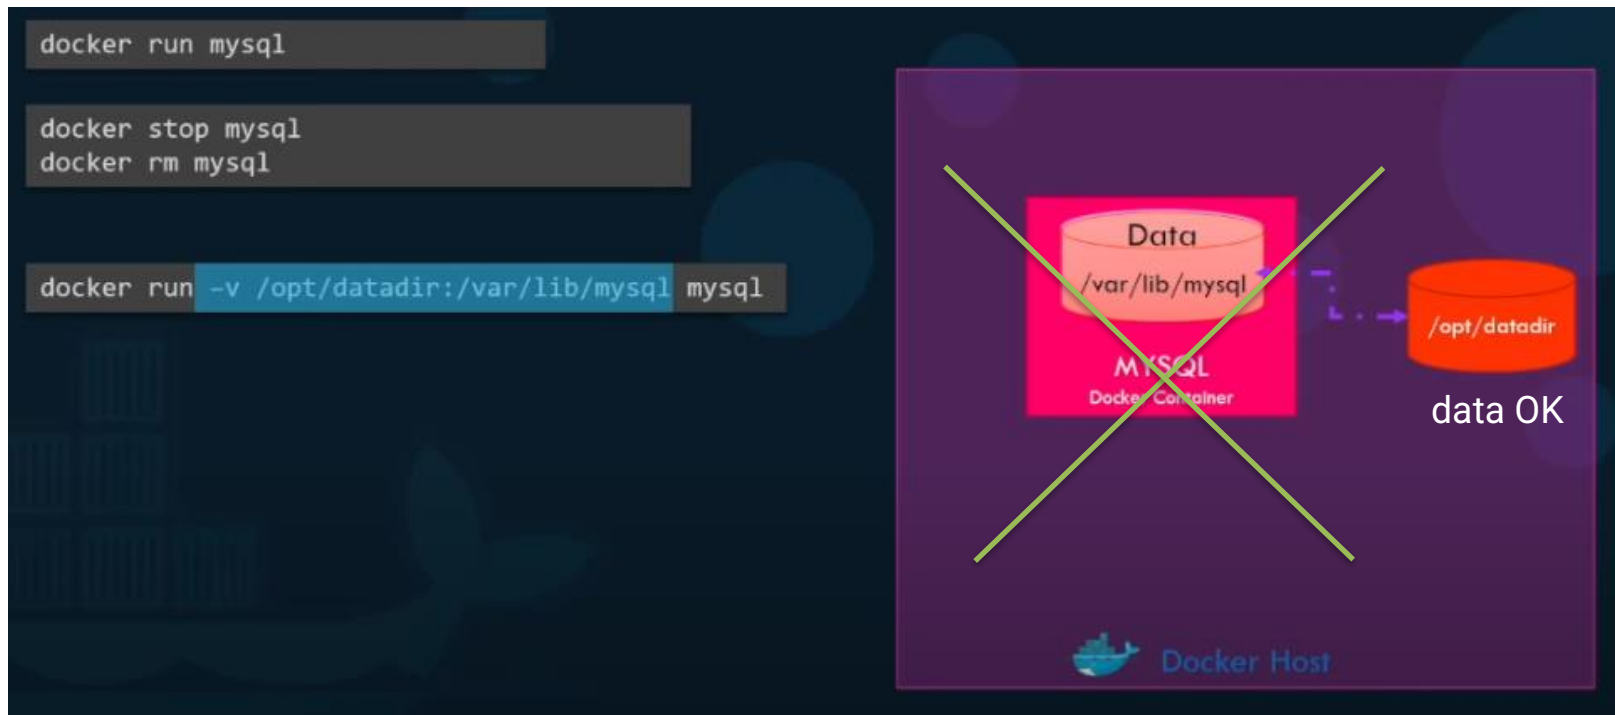 docker run mysql
docker stop mysql
docker rm mysql
docker run -v /opt/datadir:/var/lib/mysql mysql
Data
/var/lib/mysql
MYSQL
Docker Container
/opt/datadir
data OK
Docker Host